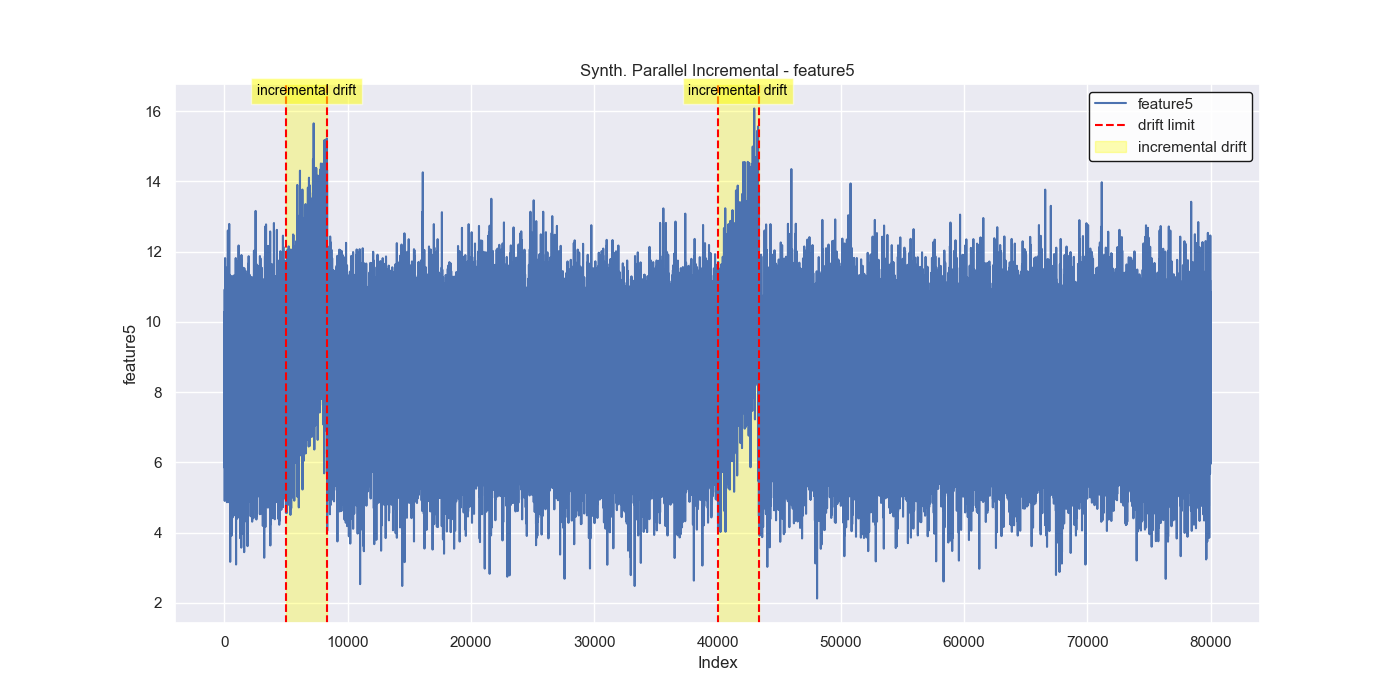 Synth. Parallel Incremental - feature5
incremental drift
incremental drift
feature5
drift limit
incremental drift
16
14
12
10
8
6
4
2
feature5
0
10000
20000
30000
40000
50000
60000
70000
80000
Index